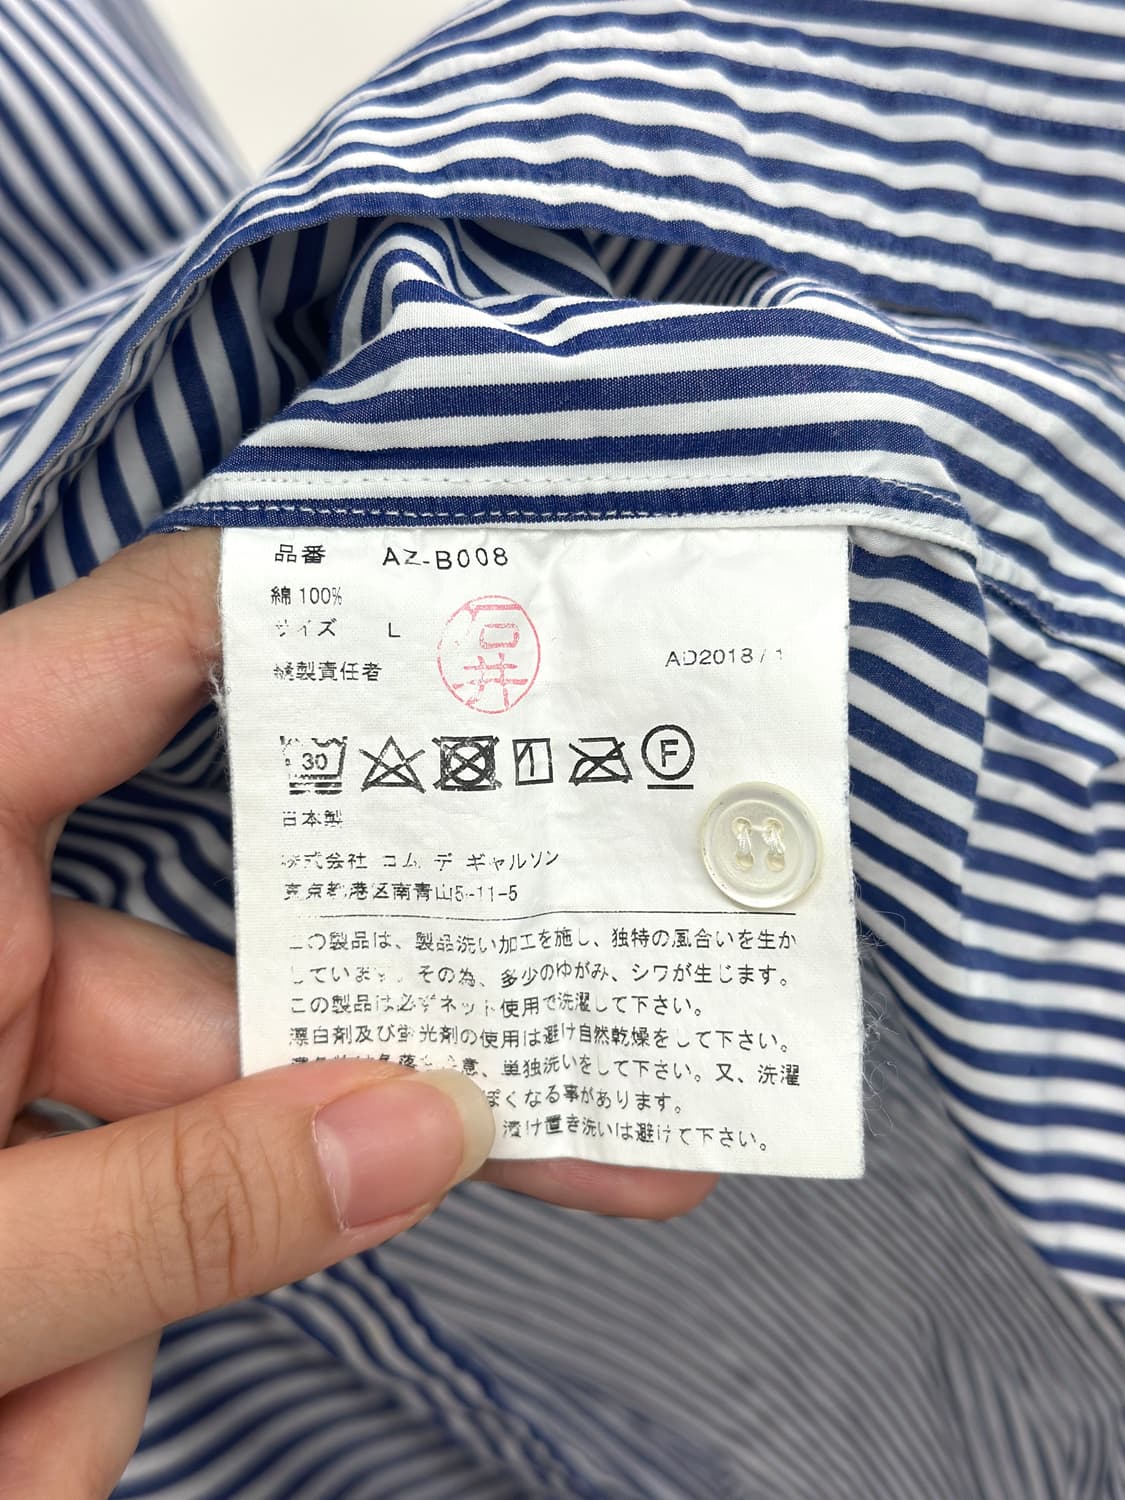 品番 AZ-B008
綿 100%
サイズ L
縫製責任者 石井
AD2018 / 1
30
F
日本製
株式会社 コム デ ギャルソン
東京都港区南青山5-11-5
この製品は、製品洗い加工を施し、独特の風合いを生か
しています。その為、多少のゆがみ、シワが生じます。
この製品は必ずネット使用で洗濯して下さい。
漂白剤及び蛍光剤の使用は避け自然乾燥をして下さい。
意、単独洗いをして下さい。又、洗濯
ぽくなる事があります。
漬け置き洗いは避けて下さい。